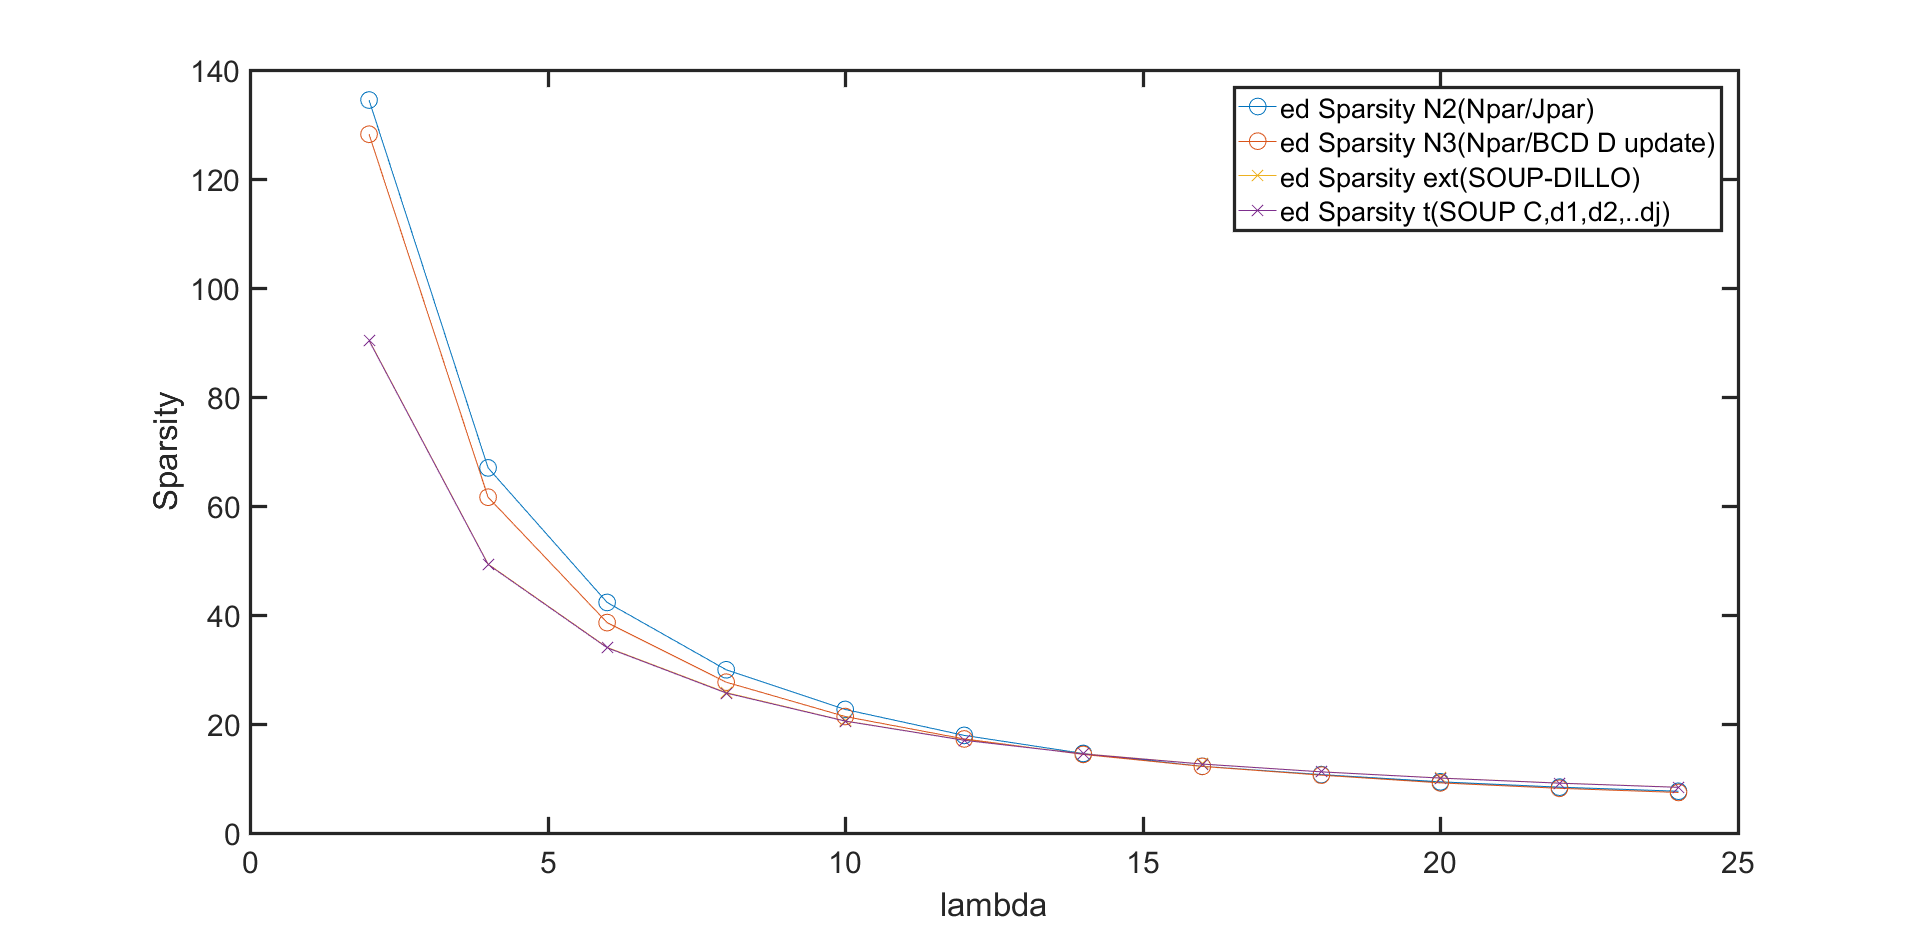 140
120
100
80
60
40
20
0
Sparsity
ed Sparsity N2(Npar/Jpar)
ed Sparsity N3(Npar/BCD D update)
ed Sparsity ext(SOUP-DILLO)
ed Sparsity t(SOUP C,d1,d2,..dj)
0 5 10 15 20 25
lambda